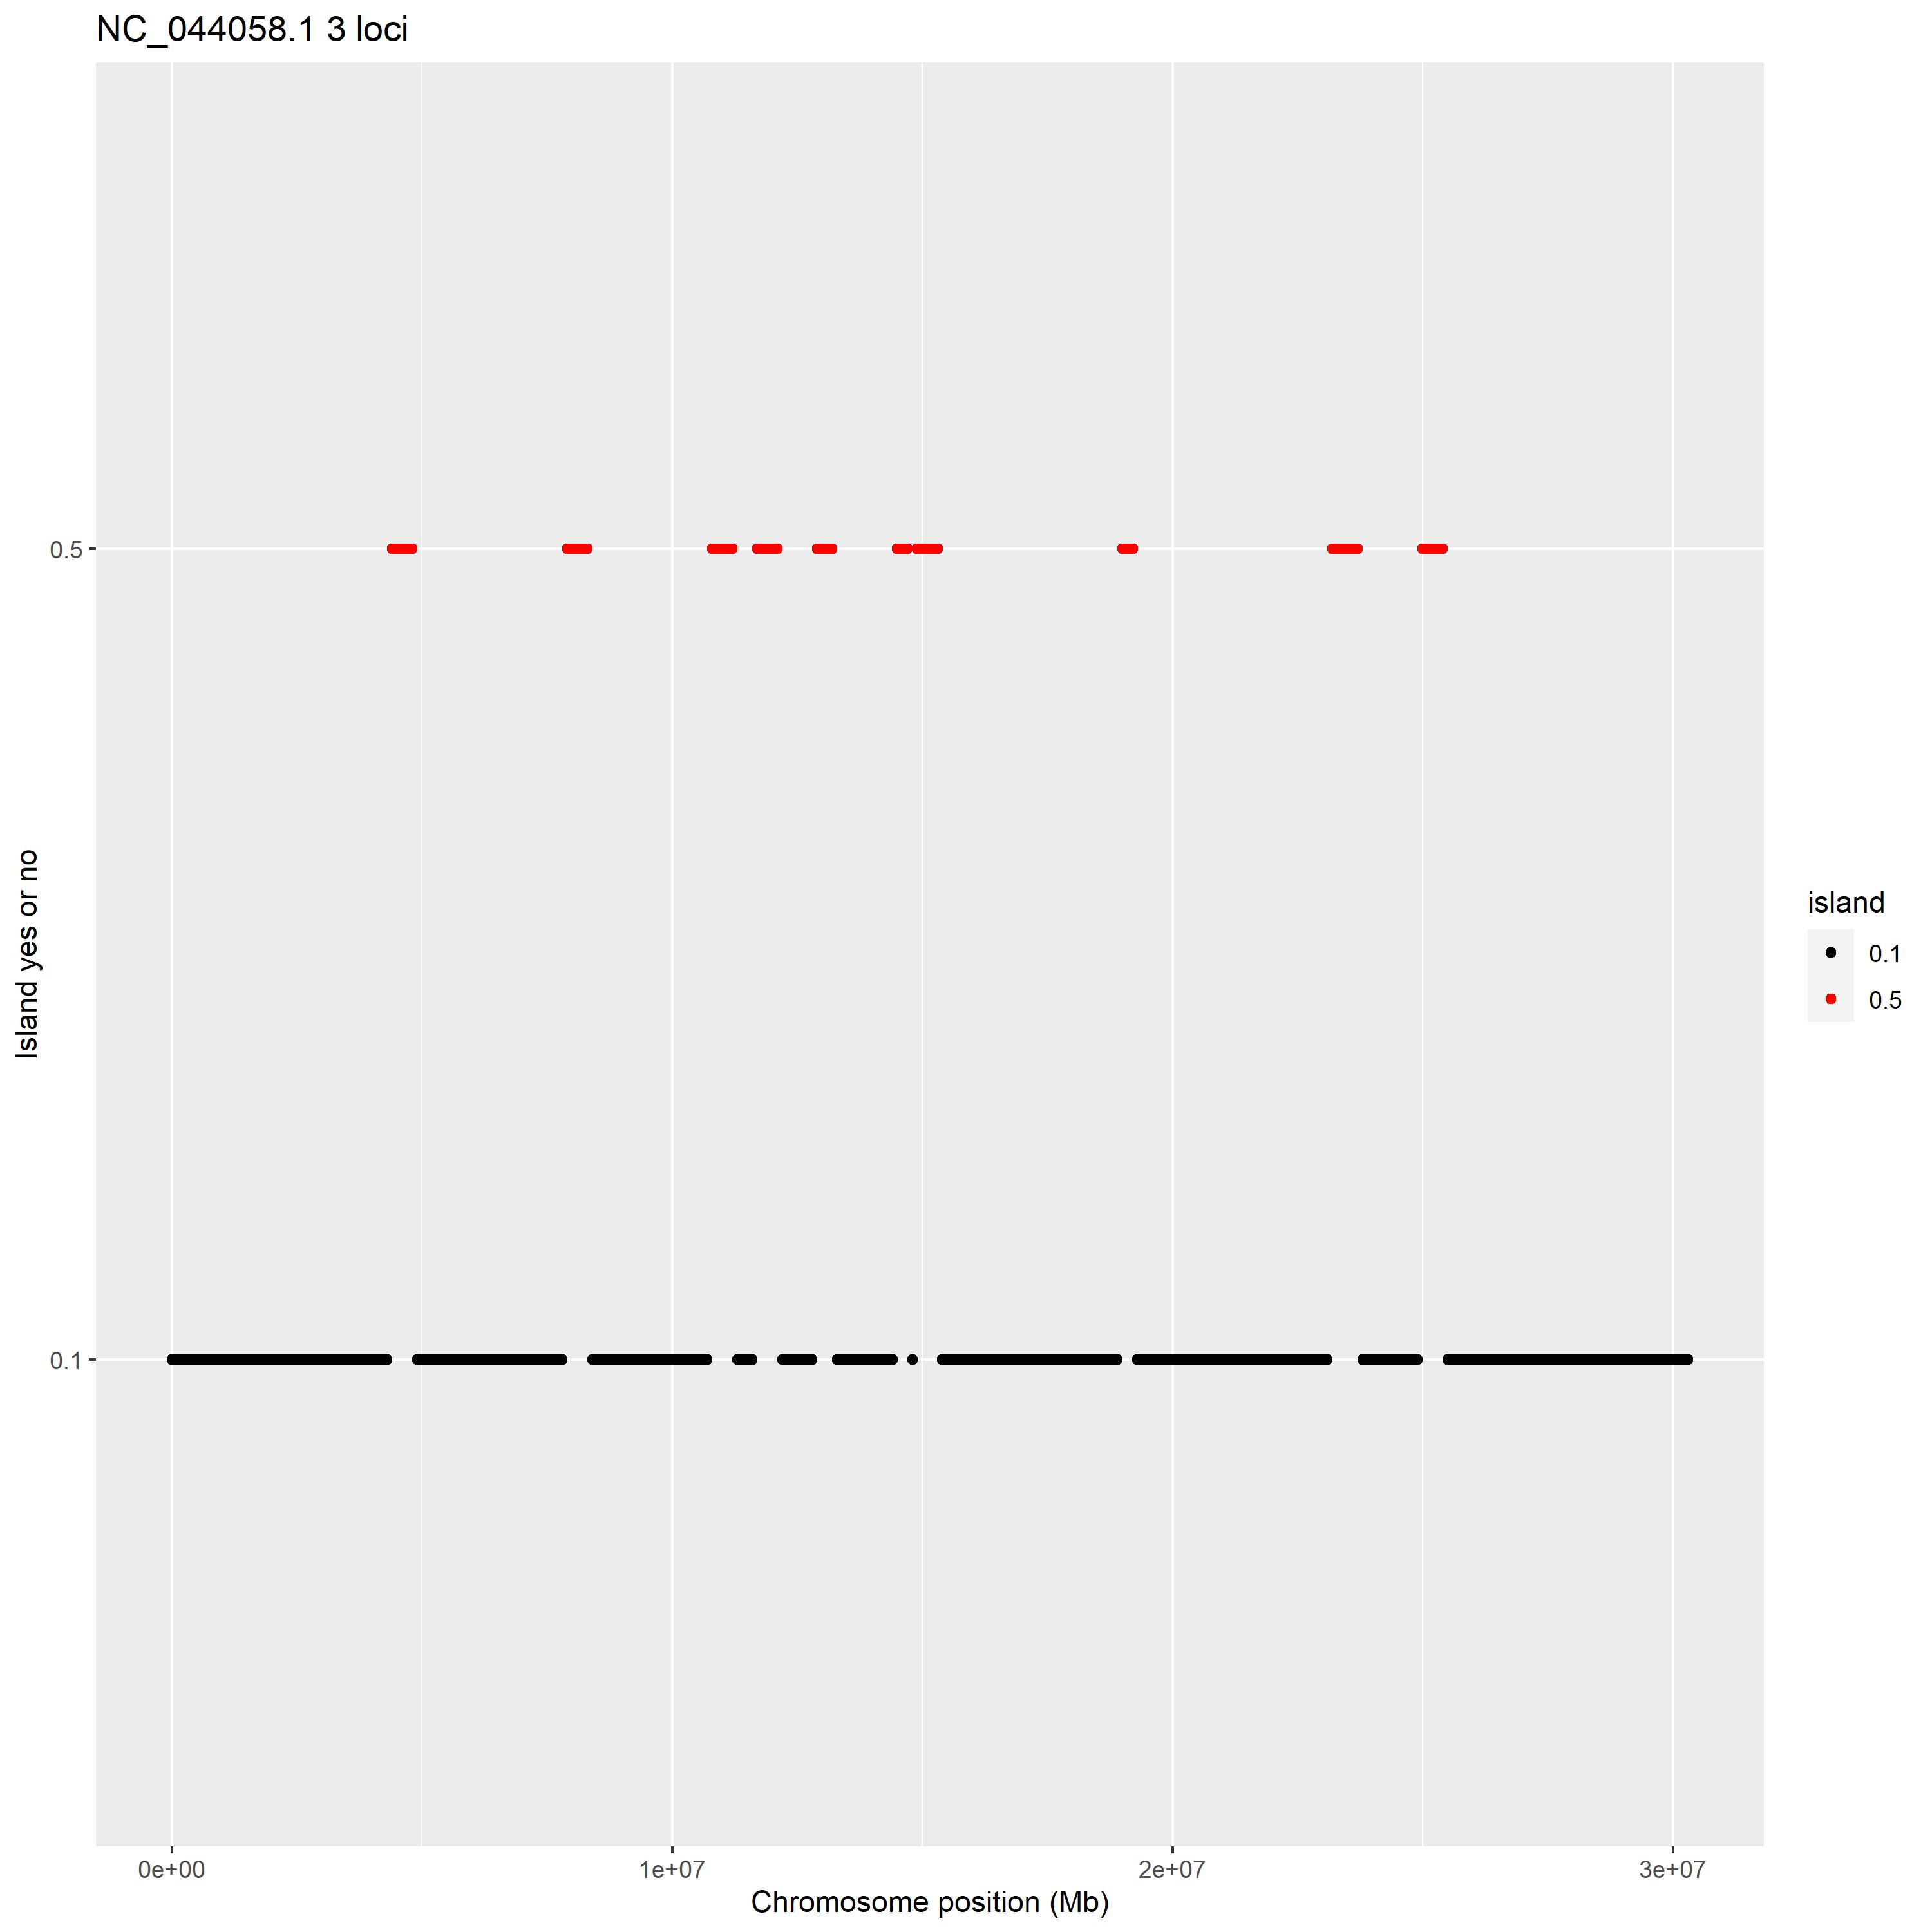 NC_044058.1 3 loci
0.5
0.1
Island yes or no
0e+00
1e+07
2e+07
3e+07
Chromosome position (Mb)
island
0.1
0.5